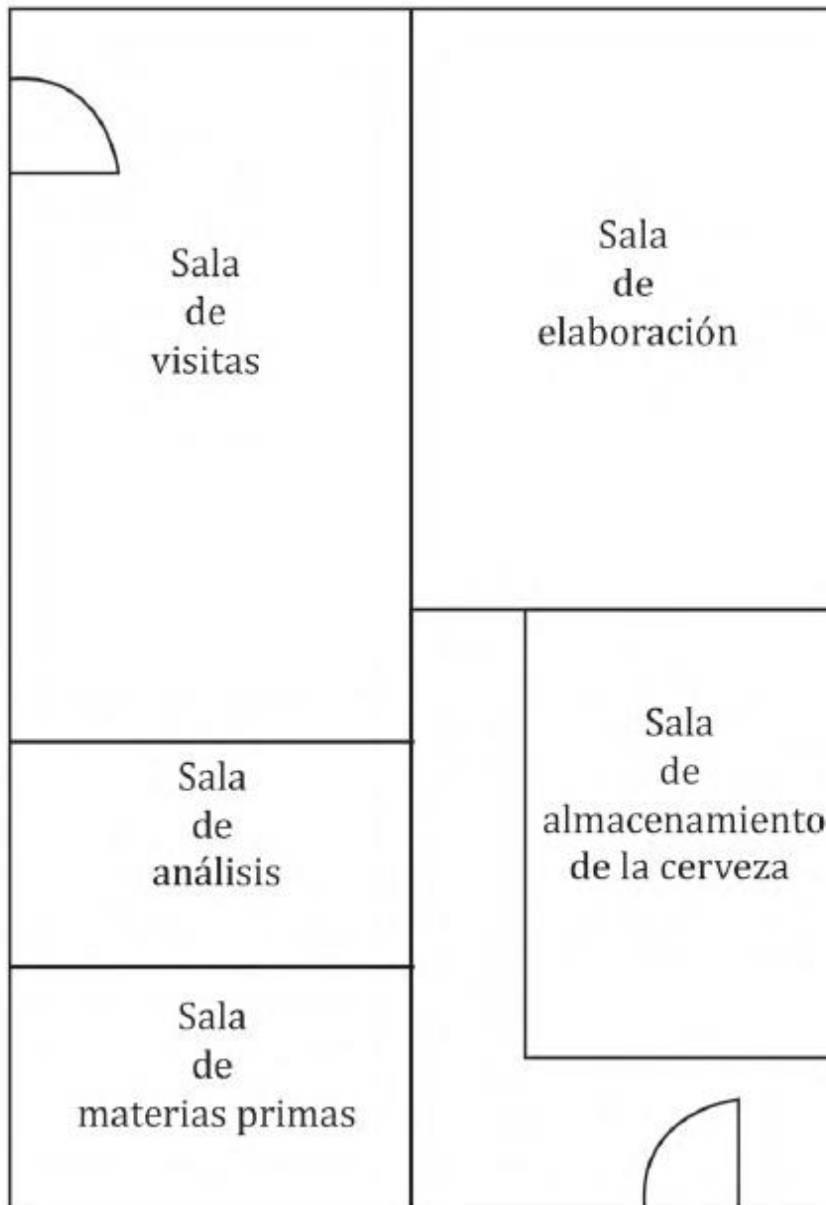 Sala
de
visitas
Sala
de
elaboración
Sala
de
análisis
Sala
de
almacenamiento
de la cerveza
Sala
de
materias primas